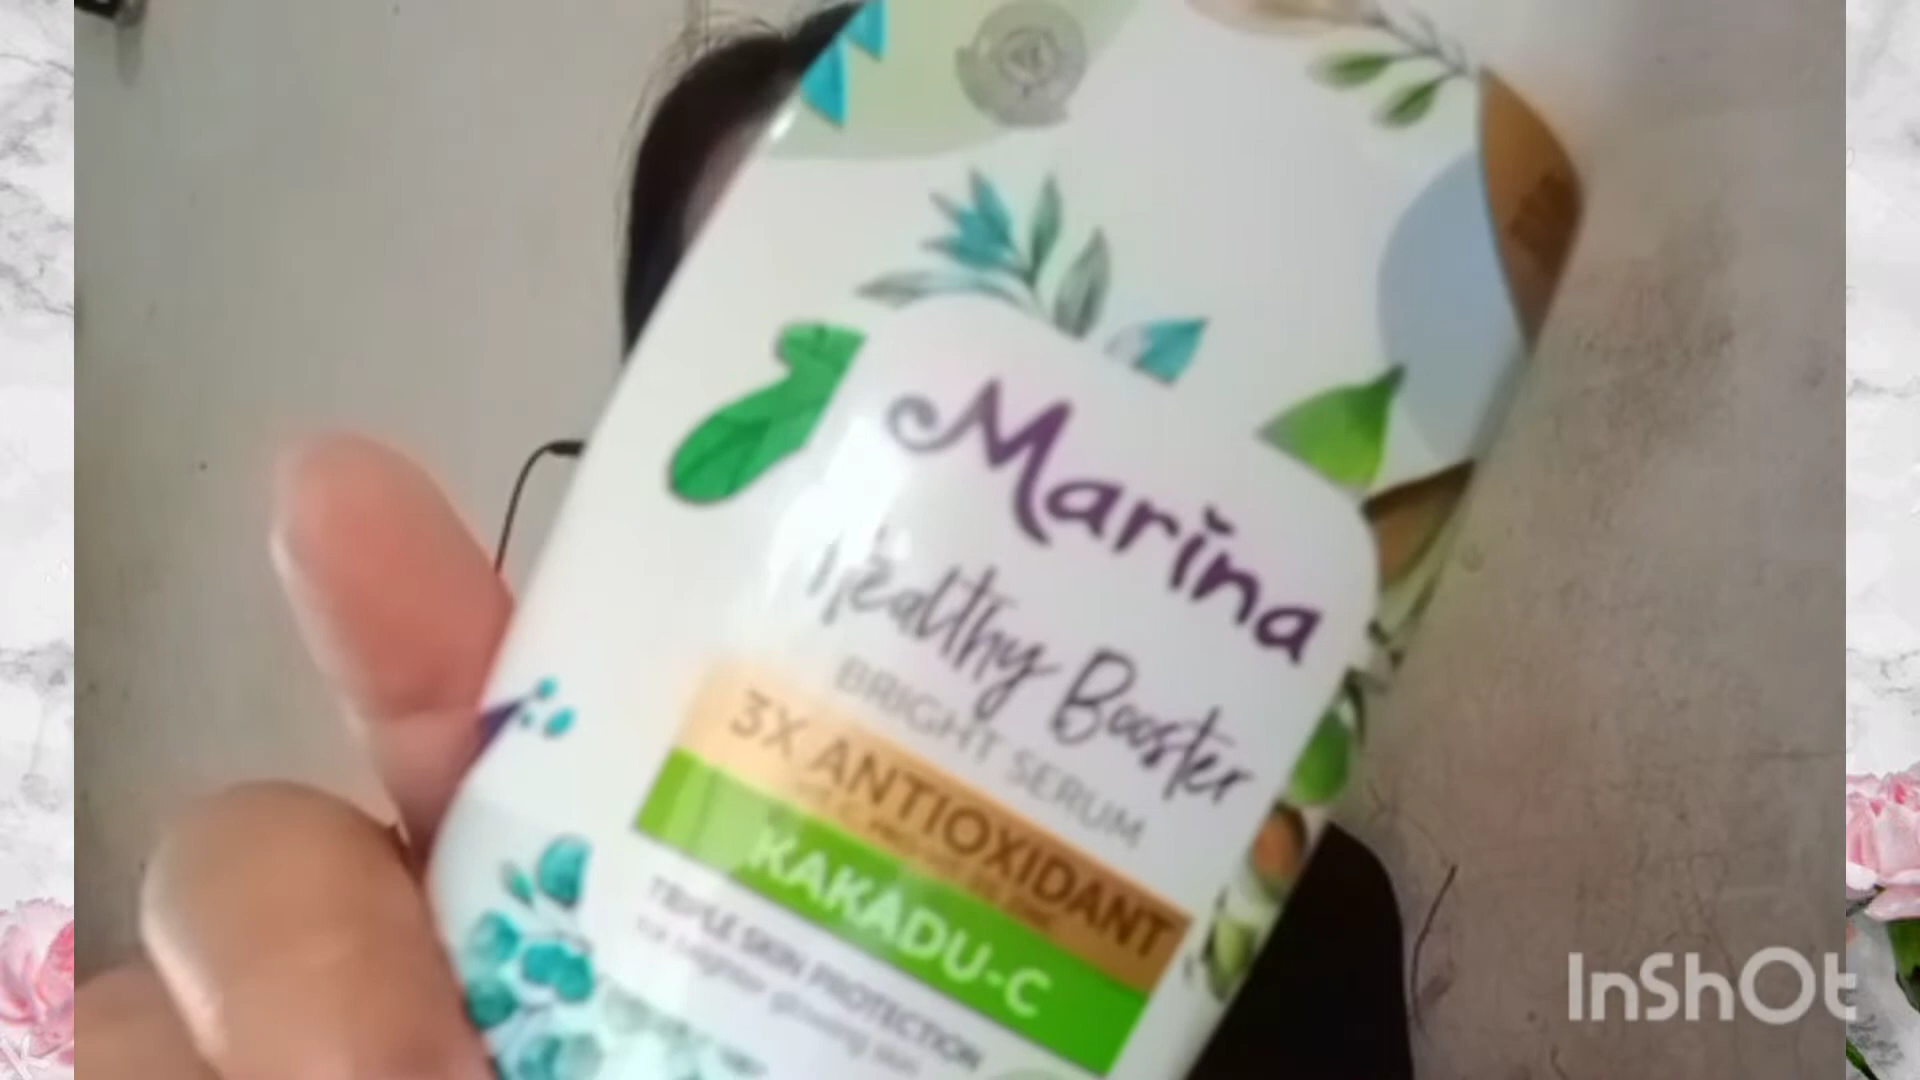 Marina
Healthy Booster
BRIGHT SERUM
3X ANTIOXIDANT
KAKADU-C
TRIPLE SKIN PROTECTION
InShOt